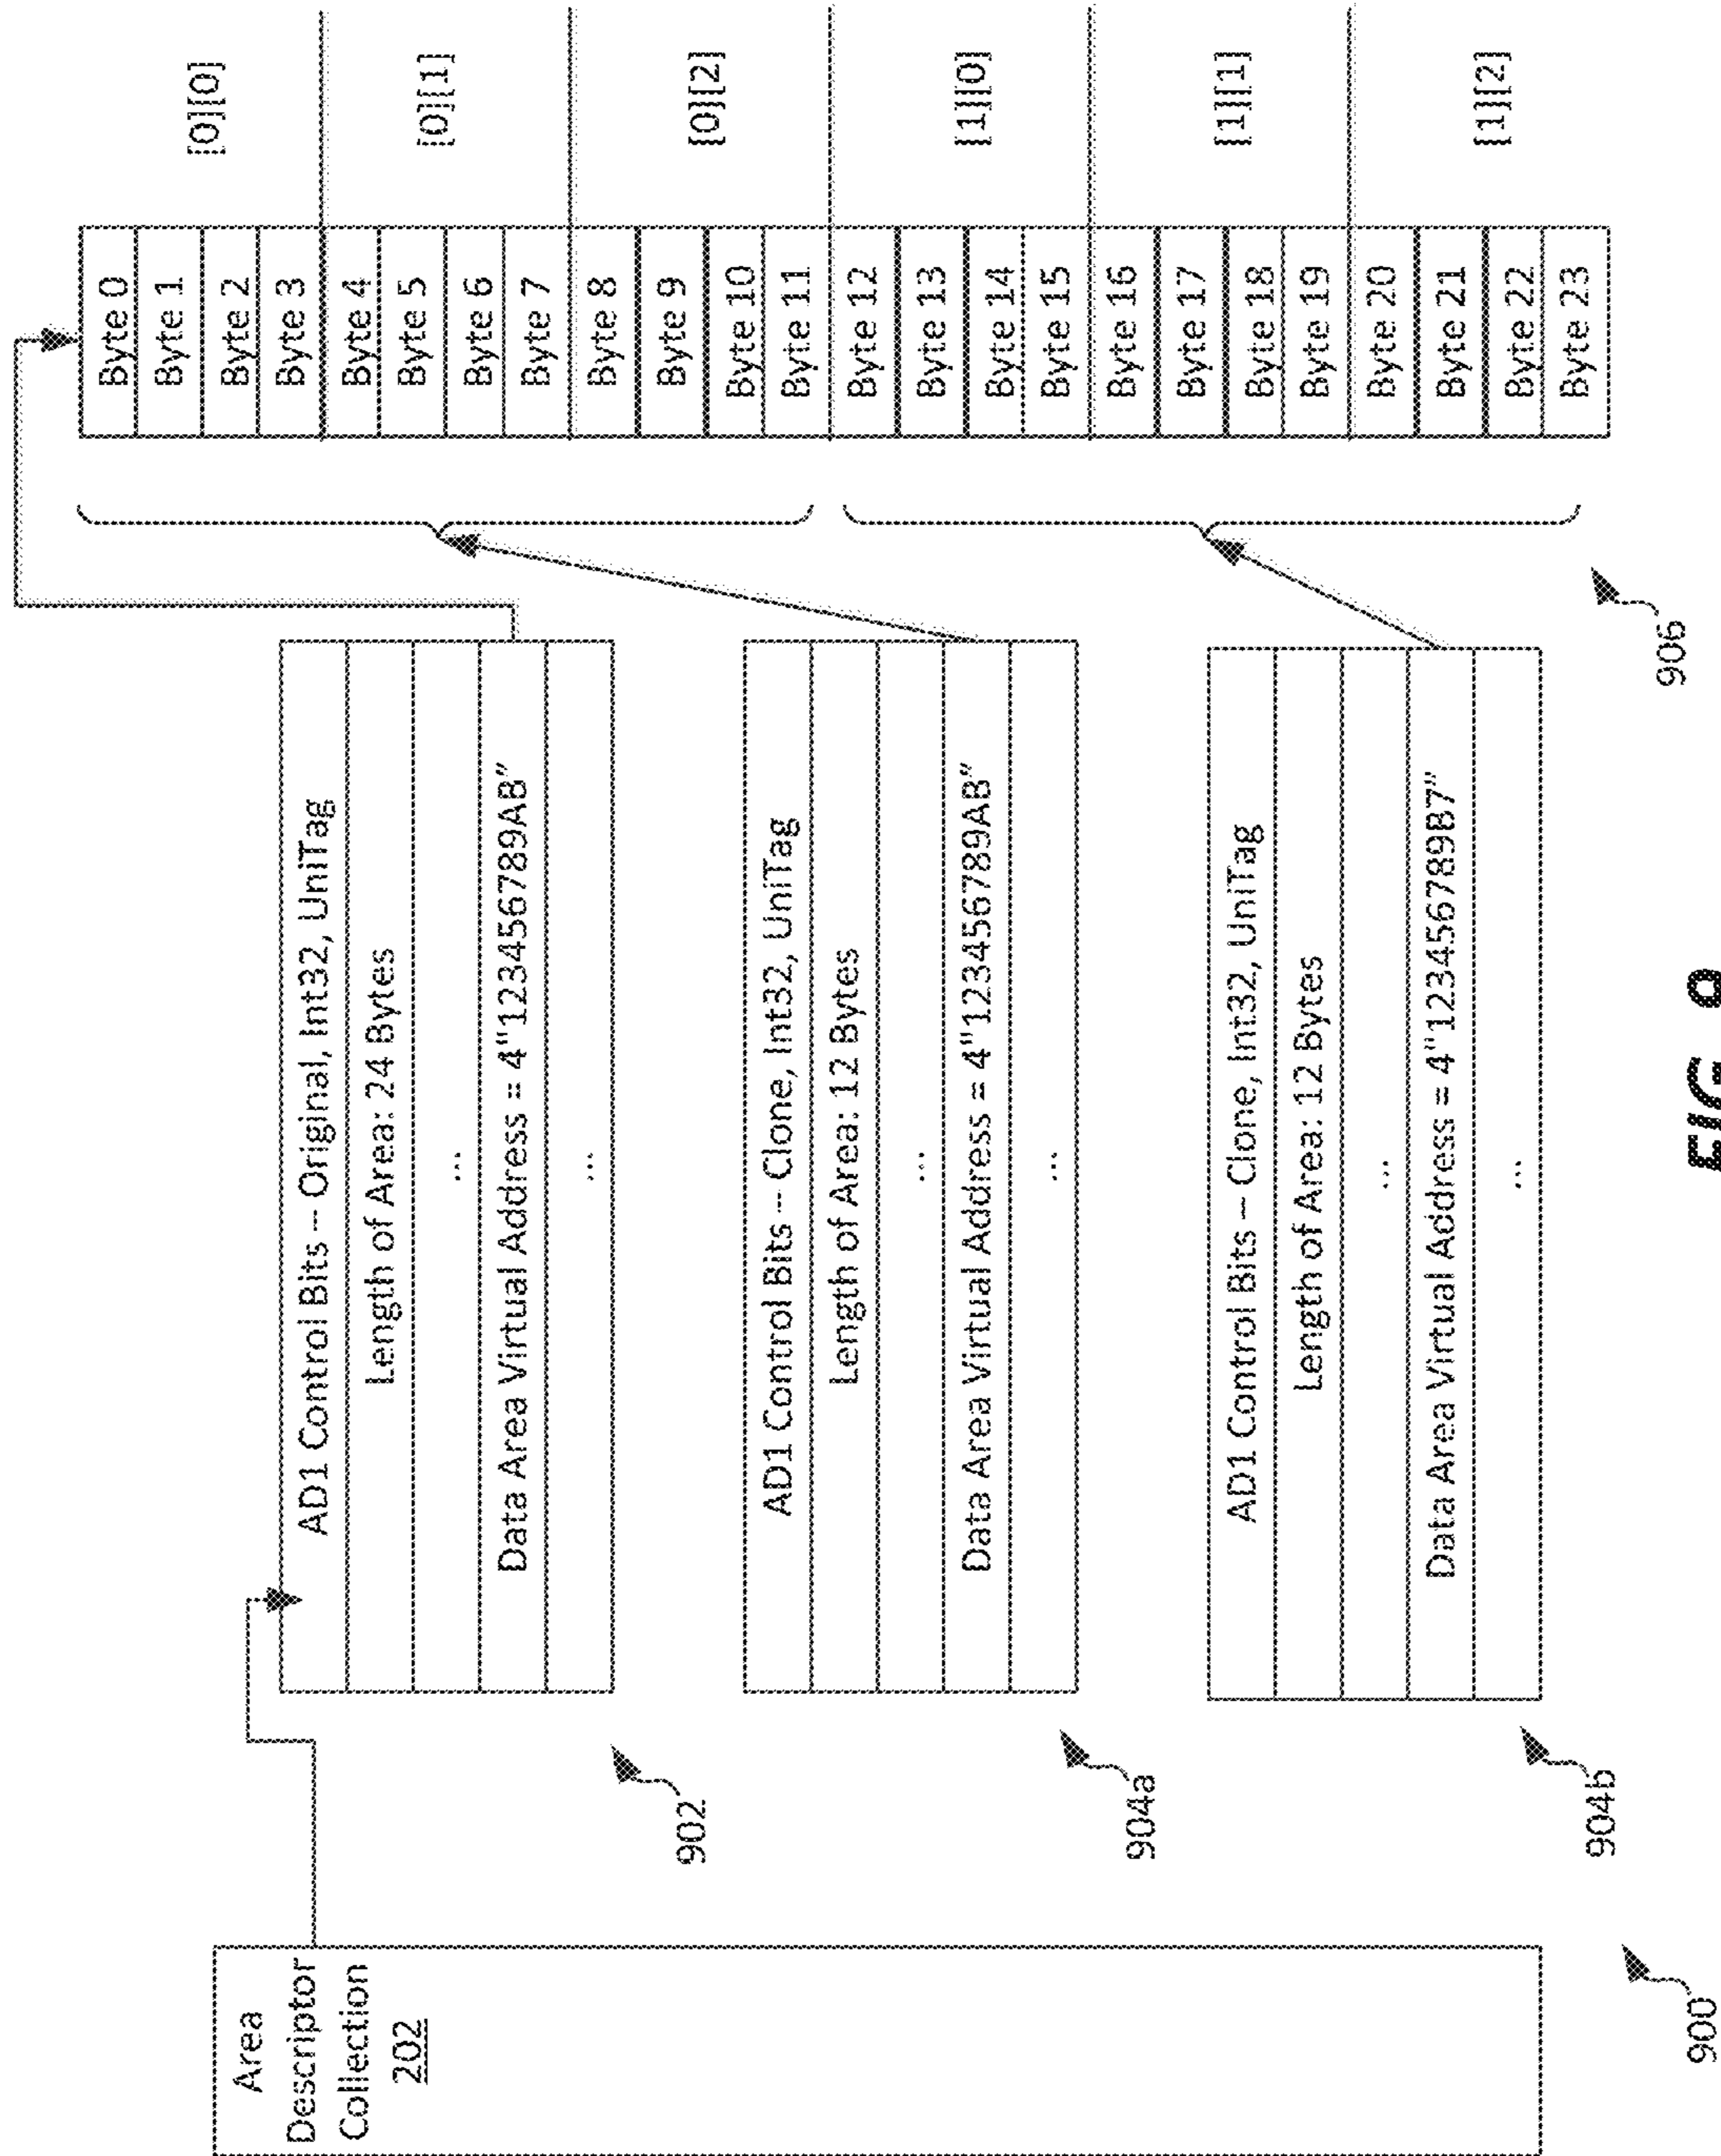 Area
Descriptor
Collection
202
900
AD1 Control Bits – Original, Int32, UniTag
Length of Area: 24 Bytes
...
Data Area Virtual Address = 4"123456789AB"
...
902
AD1 Control Bits – Clone, Int32, UniTag
Length of Area: 12 Bytes
...
Data Area Virtual Address = 4"123456789AB"
...
904a
AD1 Control Bits – Clone, Int32, UniTag
Length of Area: 12 Bytes
...
Data Area Virtual Address = 4"123456789B7"
...
904b
Byte 0
Byte 1
Byte 2
Byte 3
Byte 4
Byte 5
Byte 6
Byte 7
Byte 8
Byte 9
Byte 10
Byte 11
Byte 12
Byte 13
Byte 14
Byte 15
Byte 16
Byte 17
Byte 18
Byte 19
Byte 20
Byte 21
Byte 22
Byte 23
[0][0]
[0][1]
[0][2]
[1][0]
[1][1]
[1][2]
906
FIG. 9